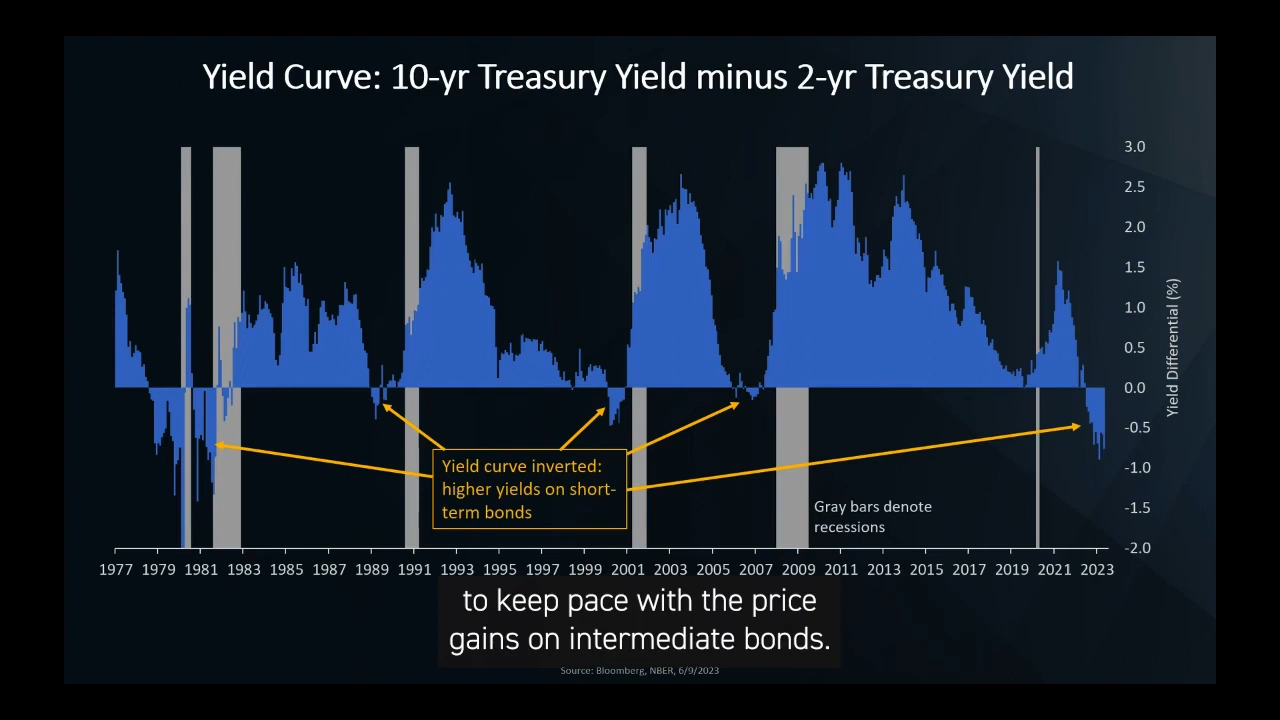 Yield Curve: 10-yr Treasury Yield minus 2-yr Treasury Yield
3.0
2.5
2.0
1.5
1.0
0.5
0.0
-0.5
-1.0
-1.5
-2.0
Yield Differential (%)
Yield curve inverted:
higher yields on short-
term bonds
Gray bars denote
recessions
1977 1979 1981 1983 1985 1987 1989 1991 1993 1995 1997 1999 2001 2003 2005 2007 2009 2011 2013 2015 2017 2019 2021 2023
to keep pace with the price
gains on intermediate bonds.
Source: Bloomberg, NBER, 6/9/2023